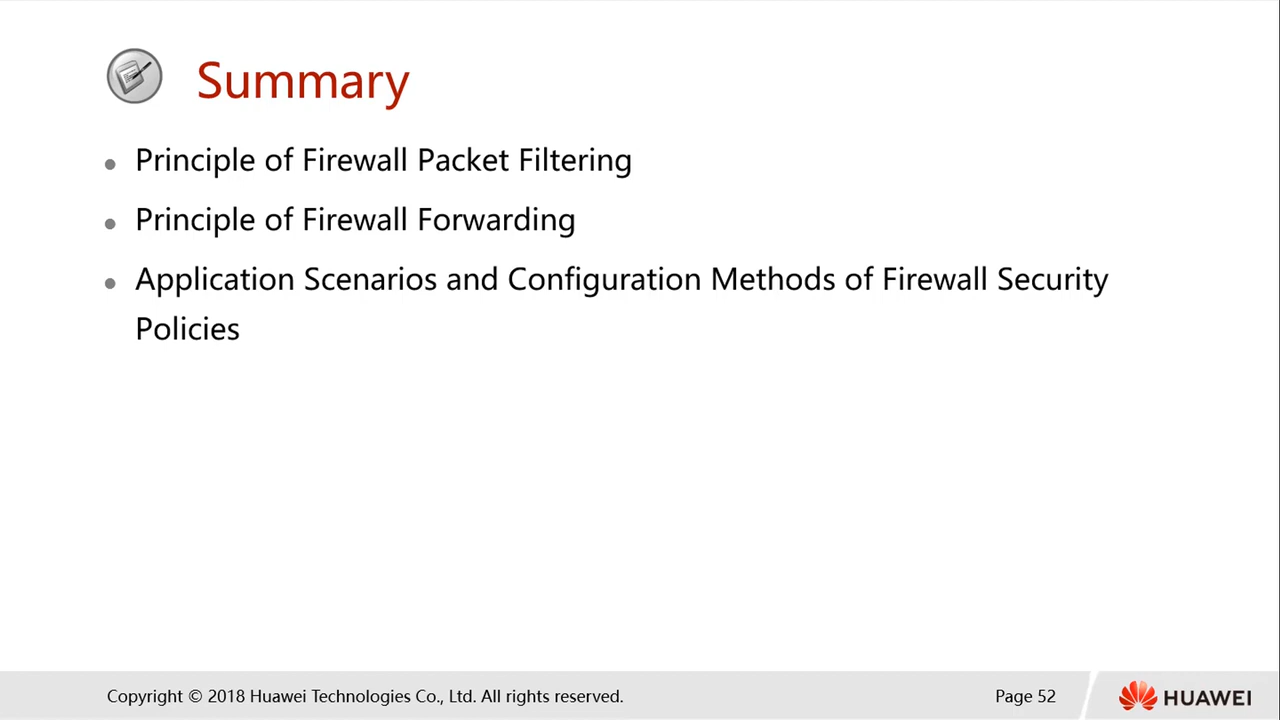 Summary
• Principle of Firewall Packet Filtering
• Principle of Firewall Forwarding
• Application Scenarios and Configuration Methods of Firewall Security
Policies
Copyright © 2018 Huawei Technologies Co., Ltd. All rights reserved.
Page 52
HUAWEI